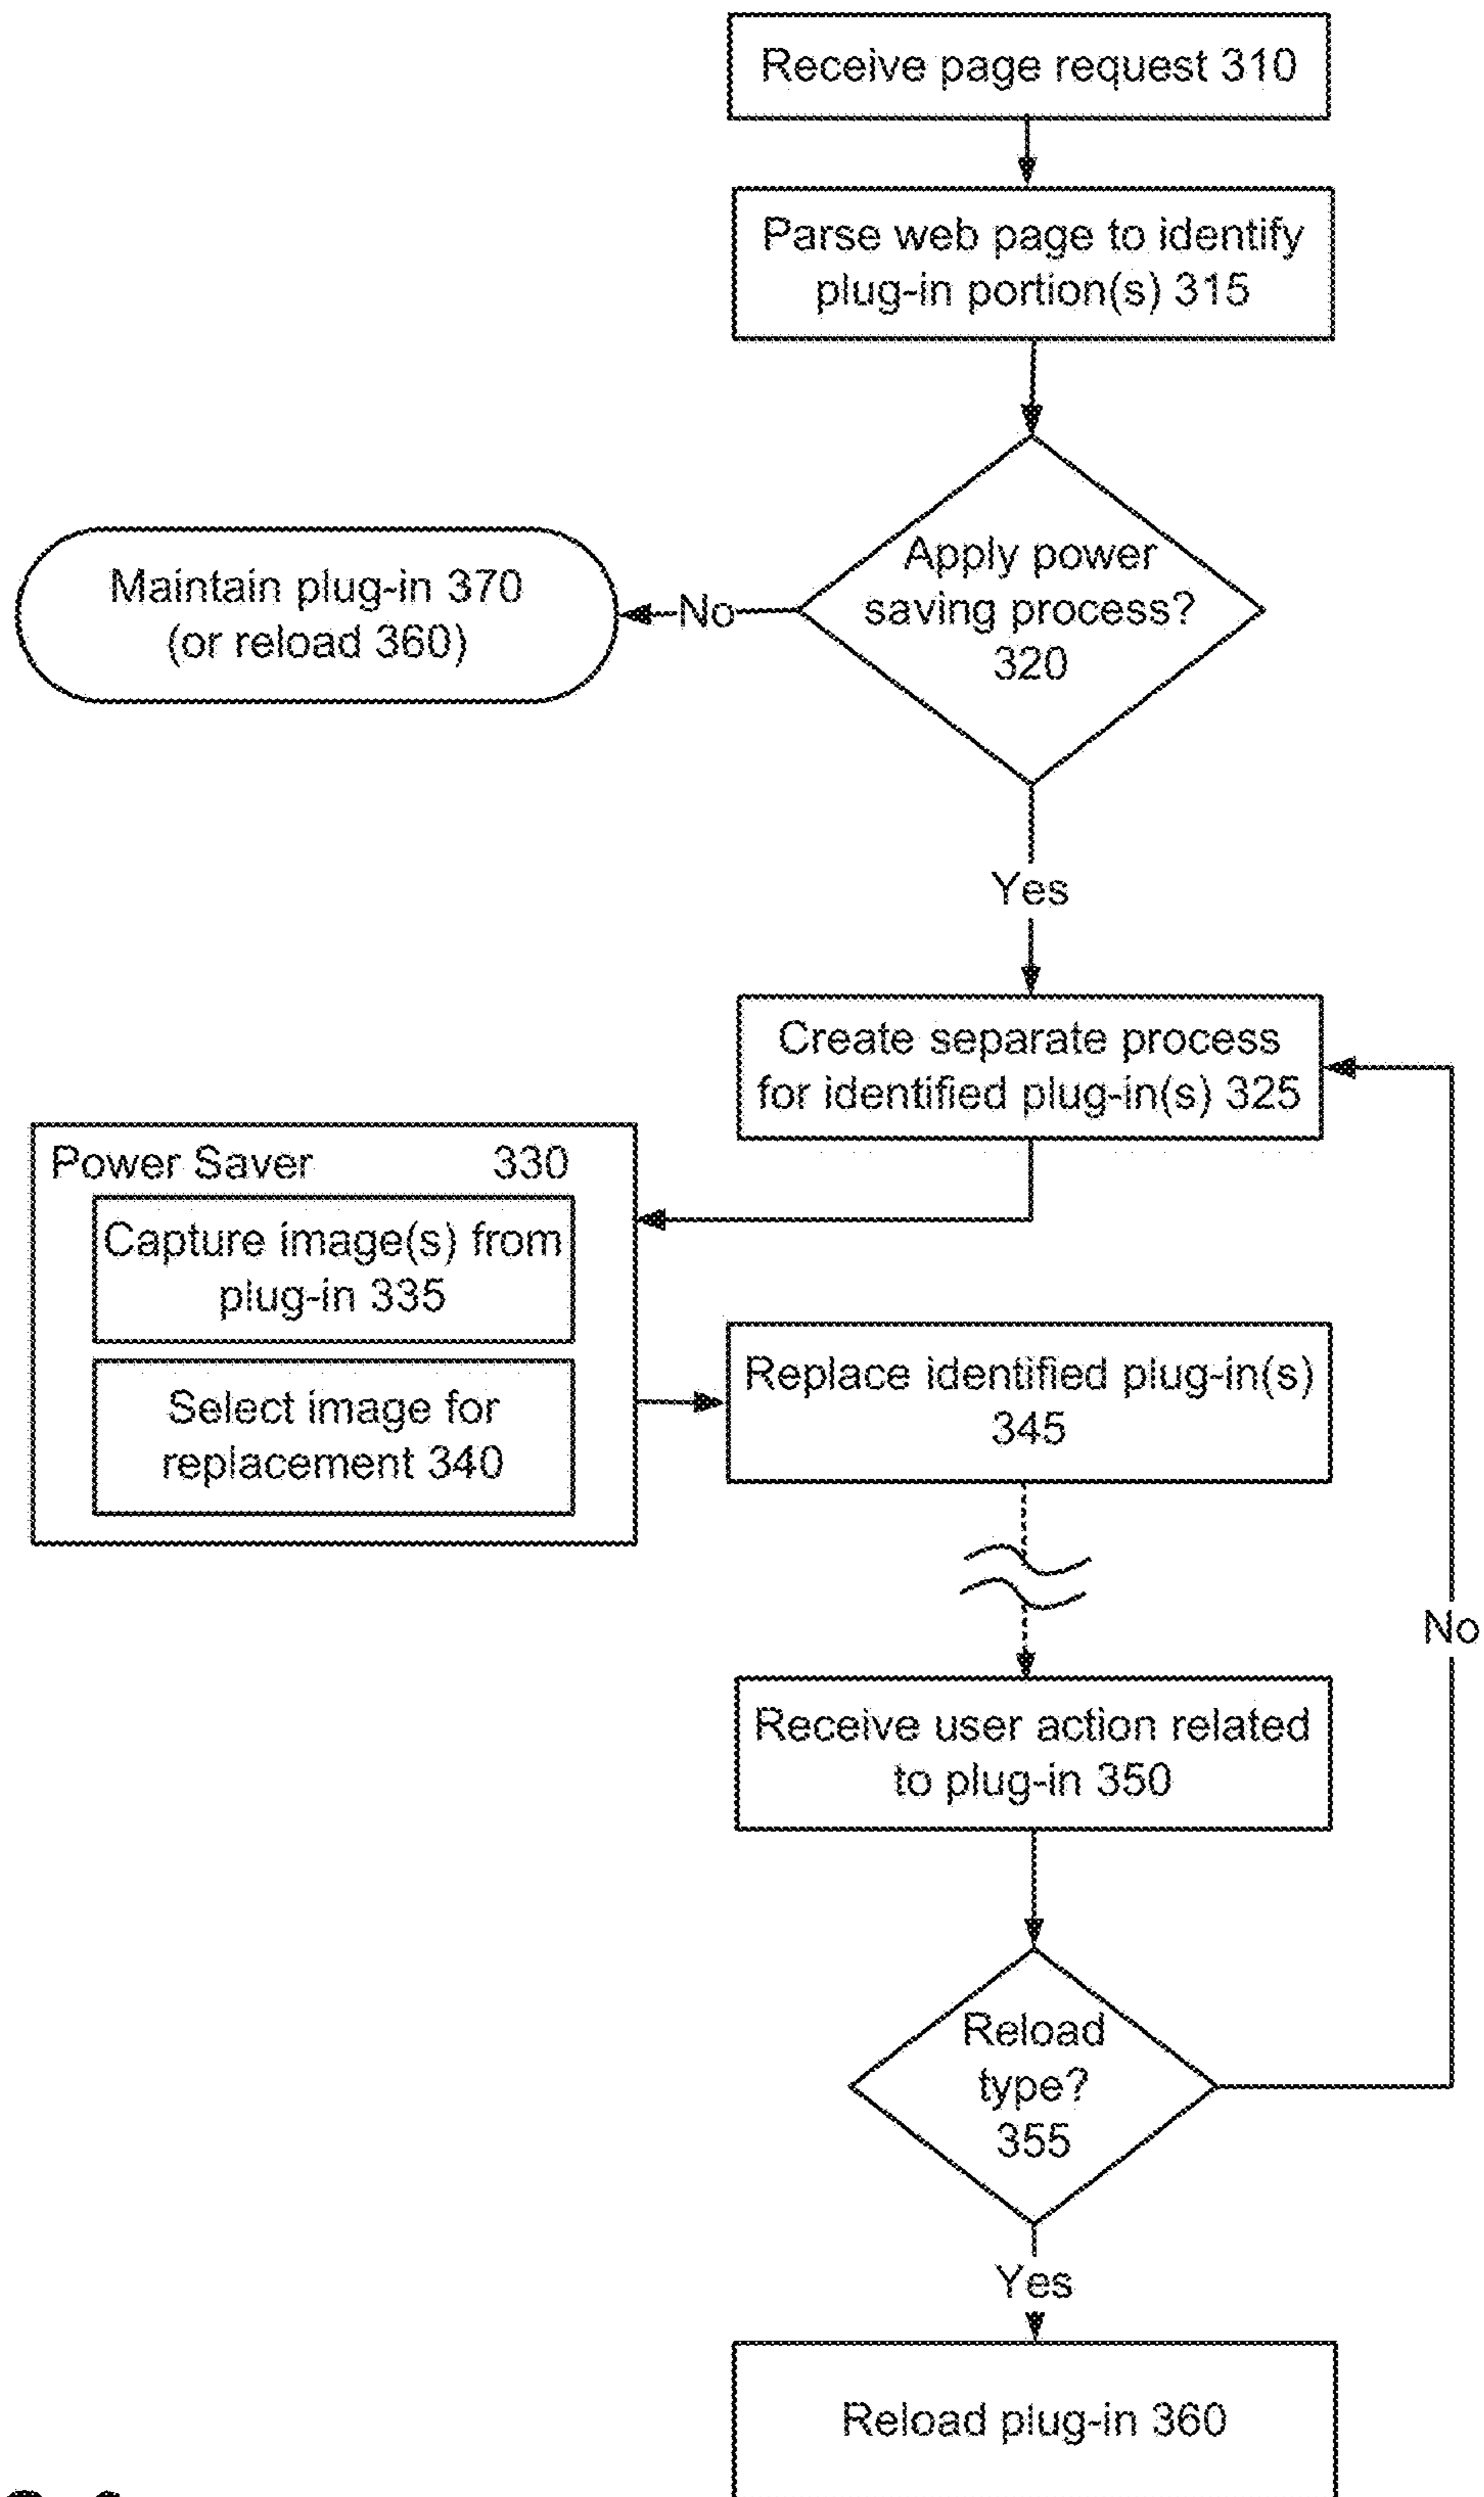 Receive page request 310
Parse web page to identify
plug-in portion(s) 315
Apply power
saving process?
320
No
Maintain plug-in 370
(or reload 360)
Yes
Create separate process
for identified plug-in(s) 325
Power Saver 330
Capture image(s) from
plug-in 335
Select image for
replacement 340
Replace identified plug-in(s)
345
No
Receive user action related
to plug-in 350
Reload
type?
355
Yes
Reload plug-in 360